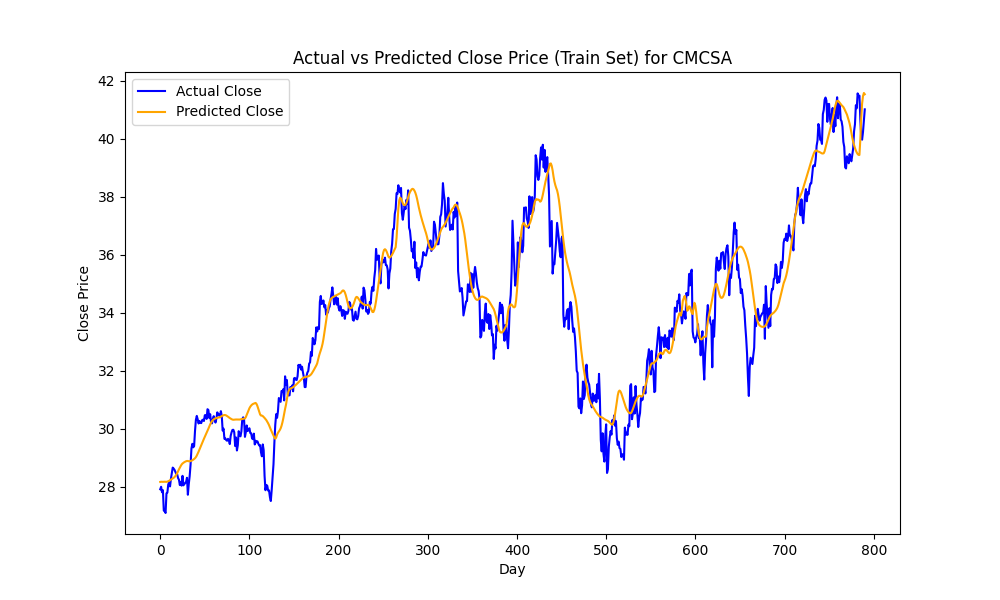 Actual vs Predicted Close Price (Train Set) for CMCSA
Actual Close
Predicted Close
Close Price
42
40
38
36
34
32
30
28
0 100 200 300 400 500 600 700 800
Day